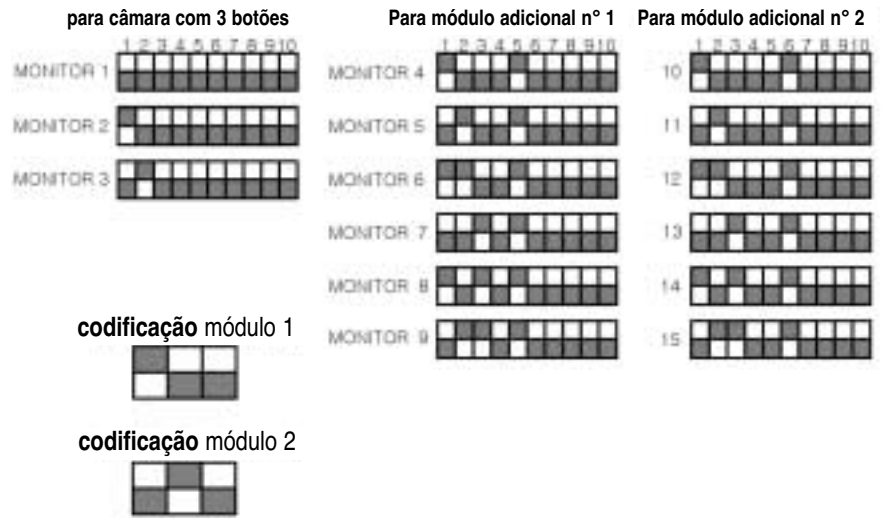 para câmara com 3 botões
1 2 3 4 5 6 7 8 9 10
MONITOR 1
MONITOR 2
MONITOR 3
Para módulo adicional n° 1
1 2 3 4 5 6 7 8 9 10
MONITOR 4
MONITOR 5
MONITOR 6
MONITOR 7
MONITOR 8
MONITOR 9
Para módulo adicional n° 2
1 2 3 4 5 6 7 8 9 10
10
11
12
13
14
15
codificação módulo 1
codificação módulo 2